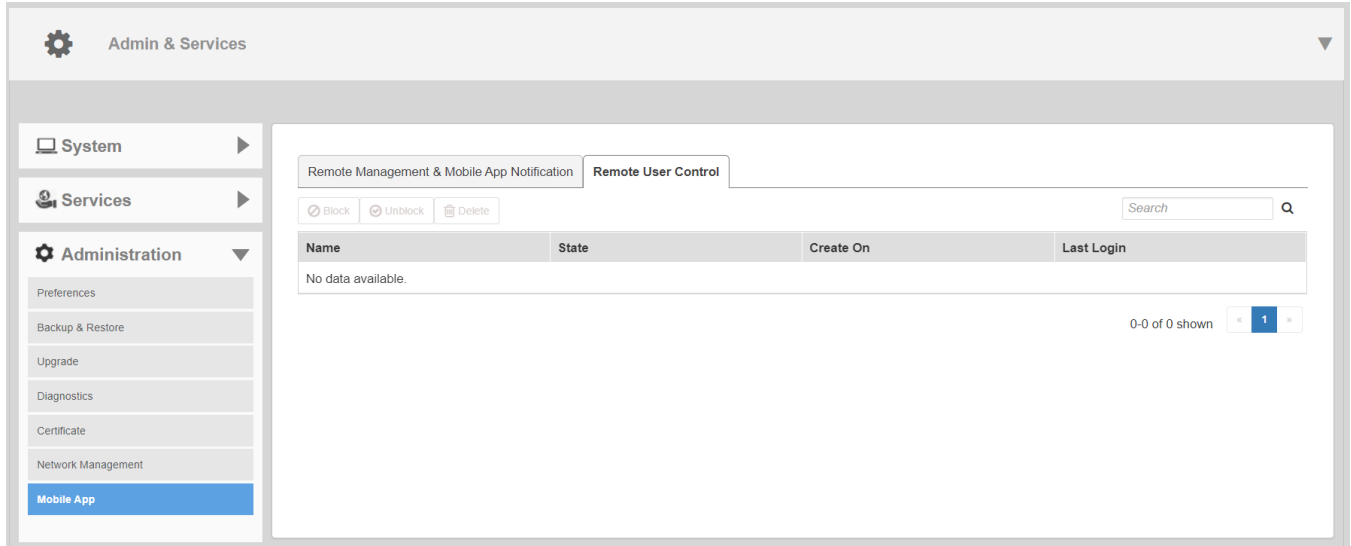 Admin & Services
System
Services
Administration
Preferences
Backup & Restore
Upgrade
Diagnostics
Certificate
Network Management
Mobile App
Remote Management & Mobile App Notification Remote User Control
Block Unblock Delete Search
Name State Create On Last Login
No data available.
0-0 of 0 shown « 1 »